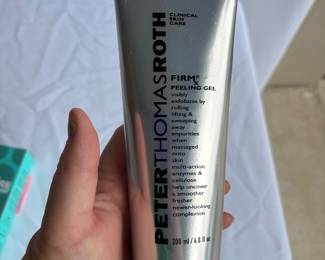 CLINICAL
SKIN
CARE
PETERTHOMASROTH
FIRMx®
PEELING GEL
visibly
exfoliates by
rolling
lifting &
sweeping
away
impurities
when
massaged
onto
skin
multi-action
enzymes &
cellulose
help uncover
a smoother
fresher
newer-looking
complexion
200 ml / 6.8 fl oz